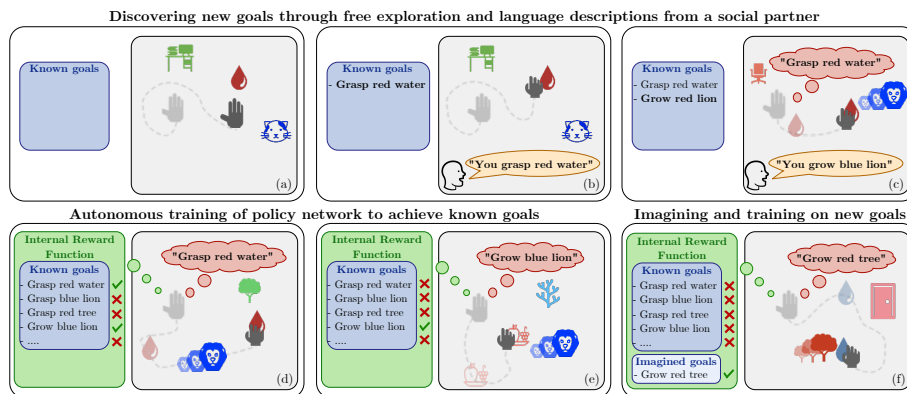 Discovering new goals through free exploration and language descriptions from a social partner
Known goals
(a)
Known goals
- Grasp red water
"You grasp red water"
(b)
Known goals
- Grasp red water
- Grow red lion
"Grasp red water"
"You grow blue lion"
(c)
Autonomous training of policy network to achieve known goals
Internal Reward
Function
Known goals
- Grasp red water
- Grasp blue lion
- Grasp red tree
- Grow blue lion
- ....
"Grasp red water"
(d)
Internal Reward
Function
Known goals
- Grasp red water
- Grasp blue lion
- Grasp red tree
- Grow blue lion
- ....
"Grow blue lion"
(e)
Imagining and training on new goals
Internal Reward
Function
Known goals
- Grasp red water
- Grasp blue lion
- Grasp red tree
- Grow blue lion
- ....
Imagined goals
- Grow red tree
"Grow red tree"
(f)